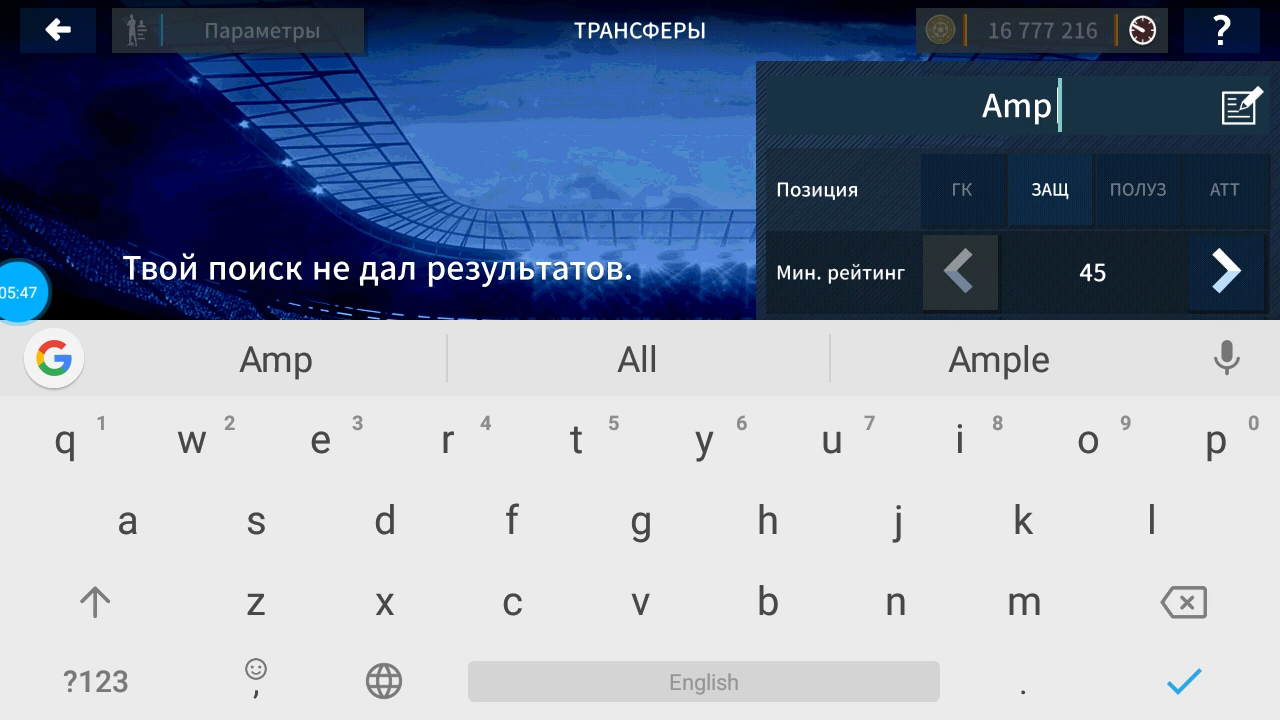 Параметры
ТРАНСФЕРЫ
16 777 216
?
Amp
Позиция
ГК
ЗАЩ
ПОЛУЗ
АТТ
Твой поиск не дал результатов.
Мин. рейтинг
45
05:47
G
Amp
All
Ample
q 1 w 2 e 3 r 4 t 5 y 6 u 7 i 8 o 9 p 0
a s d f g h j k l
z x c v b n m
?123 , English .